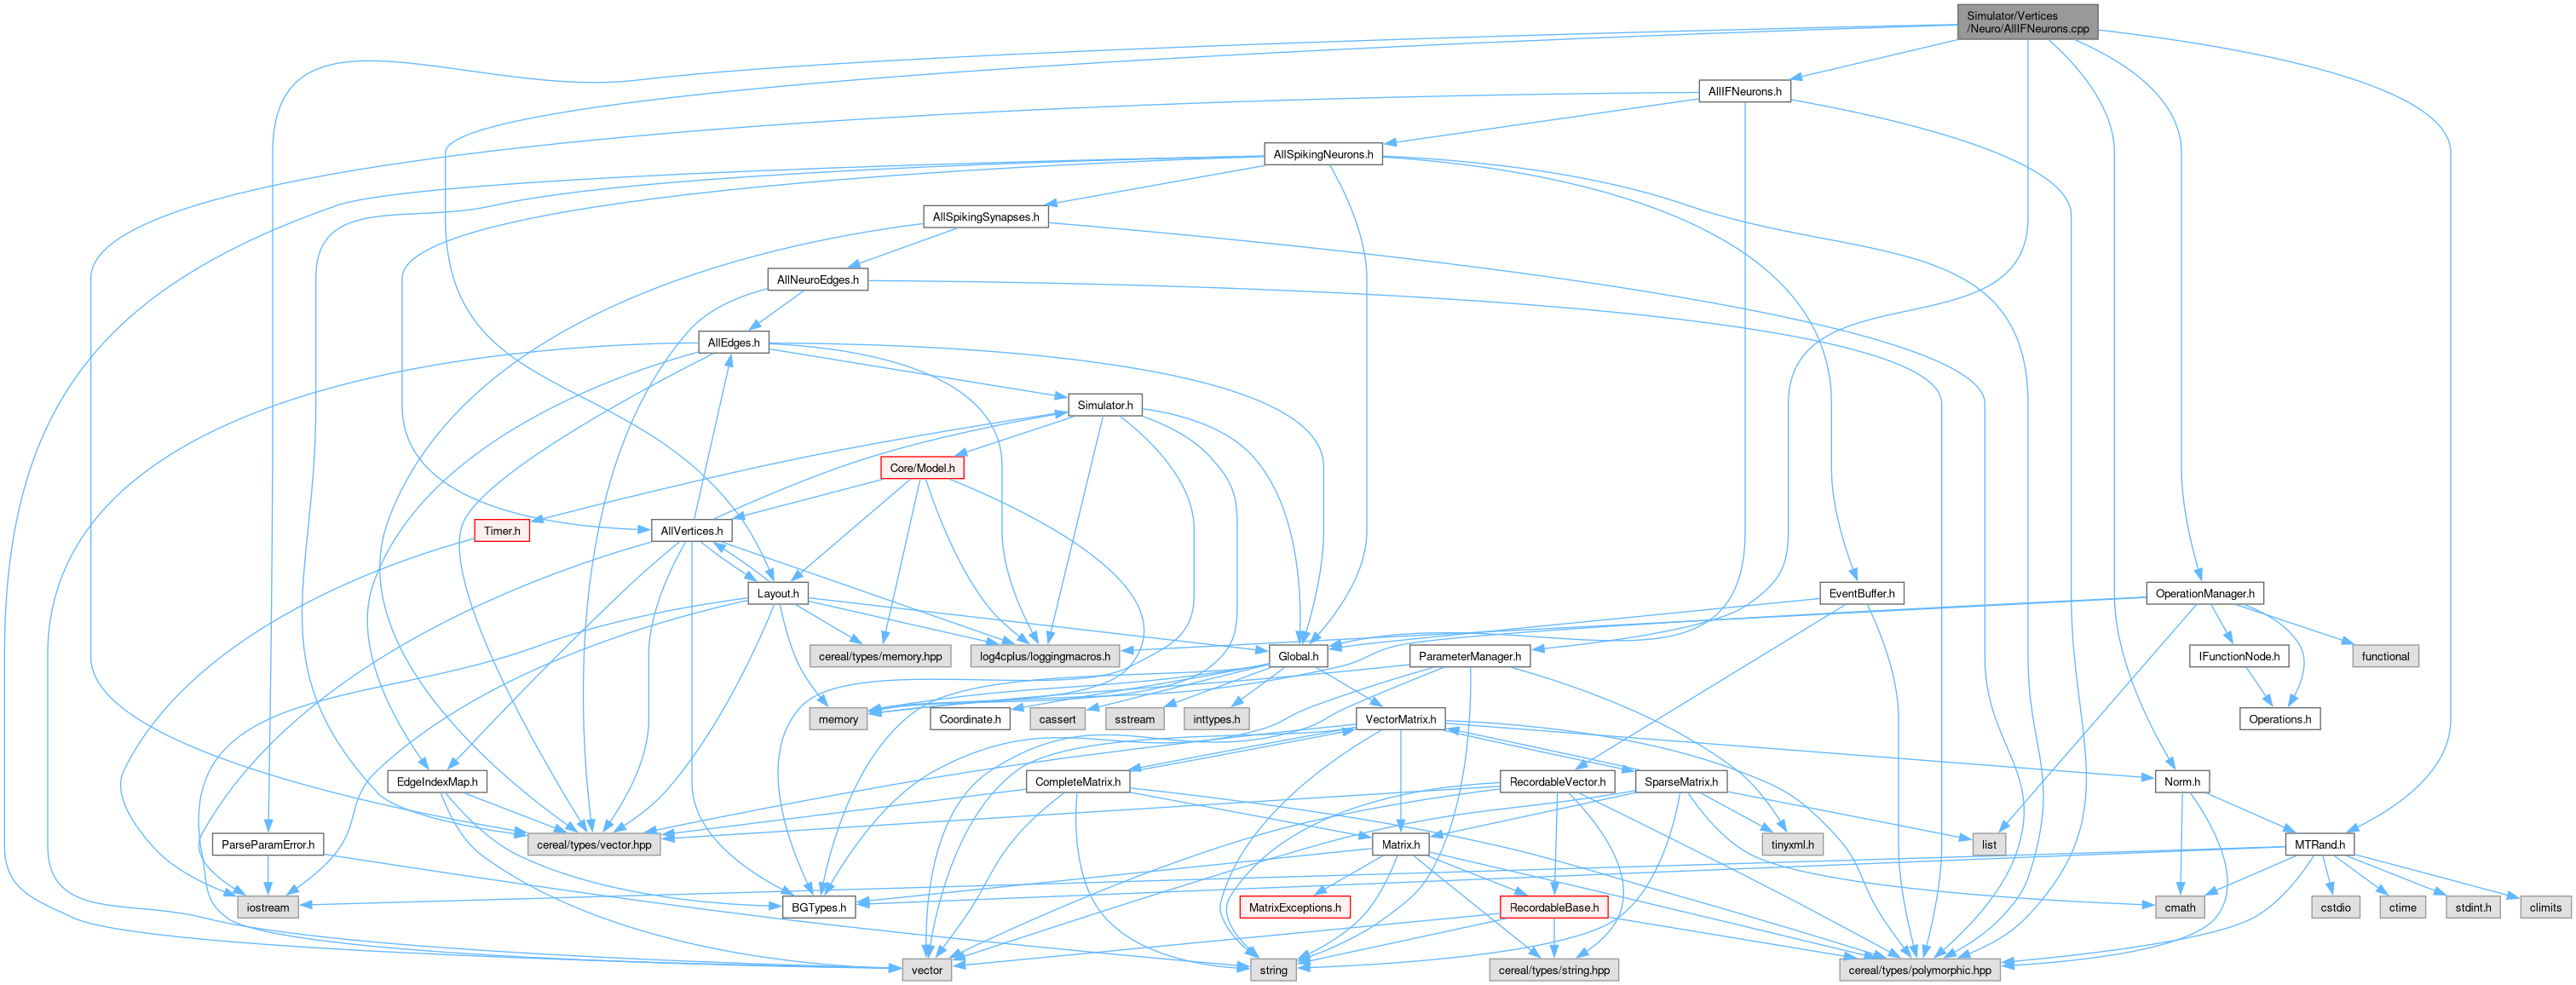 Simulator/Vertices
/Neuro/AllIFNeurons.cpp
AllIFNeurons.h
AllSpikingNeurons.h
AllSpikingSynapses.h
AllNeuroEdges.h
AllEdges.h
Simulator.h
Core/Model.h
Timer.h
AllVertices.h
Layout.h
EventBuffer.h
OperationManager.h
cereal/types/memory.hpp
log4cplus/loggingmacros.h
Global.h
ParameterManager.h
IFunctionNode.h
functional
memory
Coordinate.h
cassert
sstream
inttypes.h
VectorMatrix.h
Operations.h
EdgeIndexMap.h
CompleteMatrix.h
RecordableVector.h
SparseMatrix.h
Norm.h
ParseParamError.h
cereal/types/vector.hpp
Matrix.h
tinyxml.h
list
MTRand.h
iostream
BGTypes.h
MatrixExceptions.h
RecordableBase.h
cmath
cstdio
ctime
stdint.h
climits
vector
string
cereal/types/string.hpp
cereal/types/polymorphic.hpp